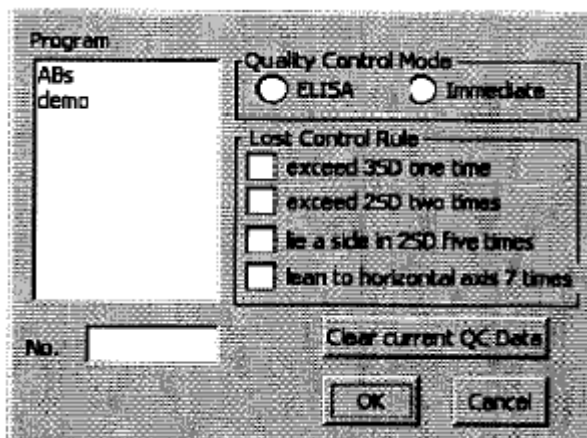 Program
ABs
demo
Quality Control Mode
ELISA
Immediate
Lost Control Rule
exceed 3SD one time
exceed 2SD two times
lie a side in 2SD five times
lean to horizontal axis 7 times
No.
Clear current QC Data
OK
Cancel